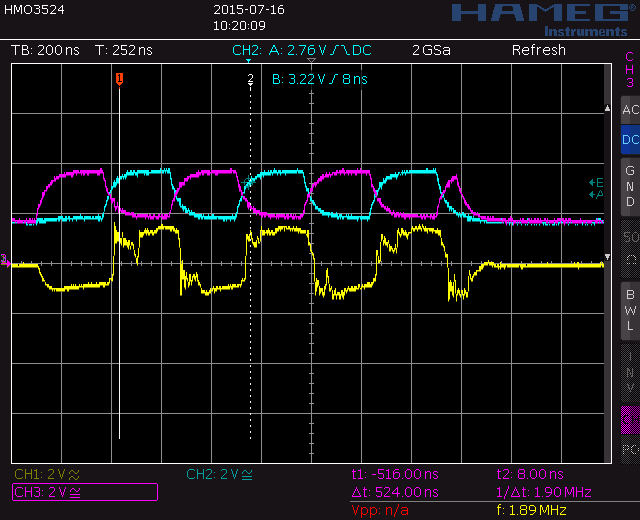 HMO3524
2015-07-16
10:20:09
HAMEG
Instruments
TB: 200 ns T: 252 ns CH2: A: 2.76 V DC 2 GSa Refresh
B: 3.22 V 8 ns
CH3
1
2
AC
DC
E
GND
A
50
Ω
BWL
CH1: 2 V CH2: 2 V t1: -516.00 ns t2: 8.00 ns
CH3: 2 V Δt: 524.00 ns 1/Δt: 1.90 MHz
Vpp: n/a f: 1.89 MHz